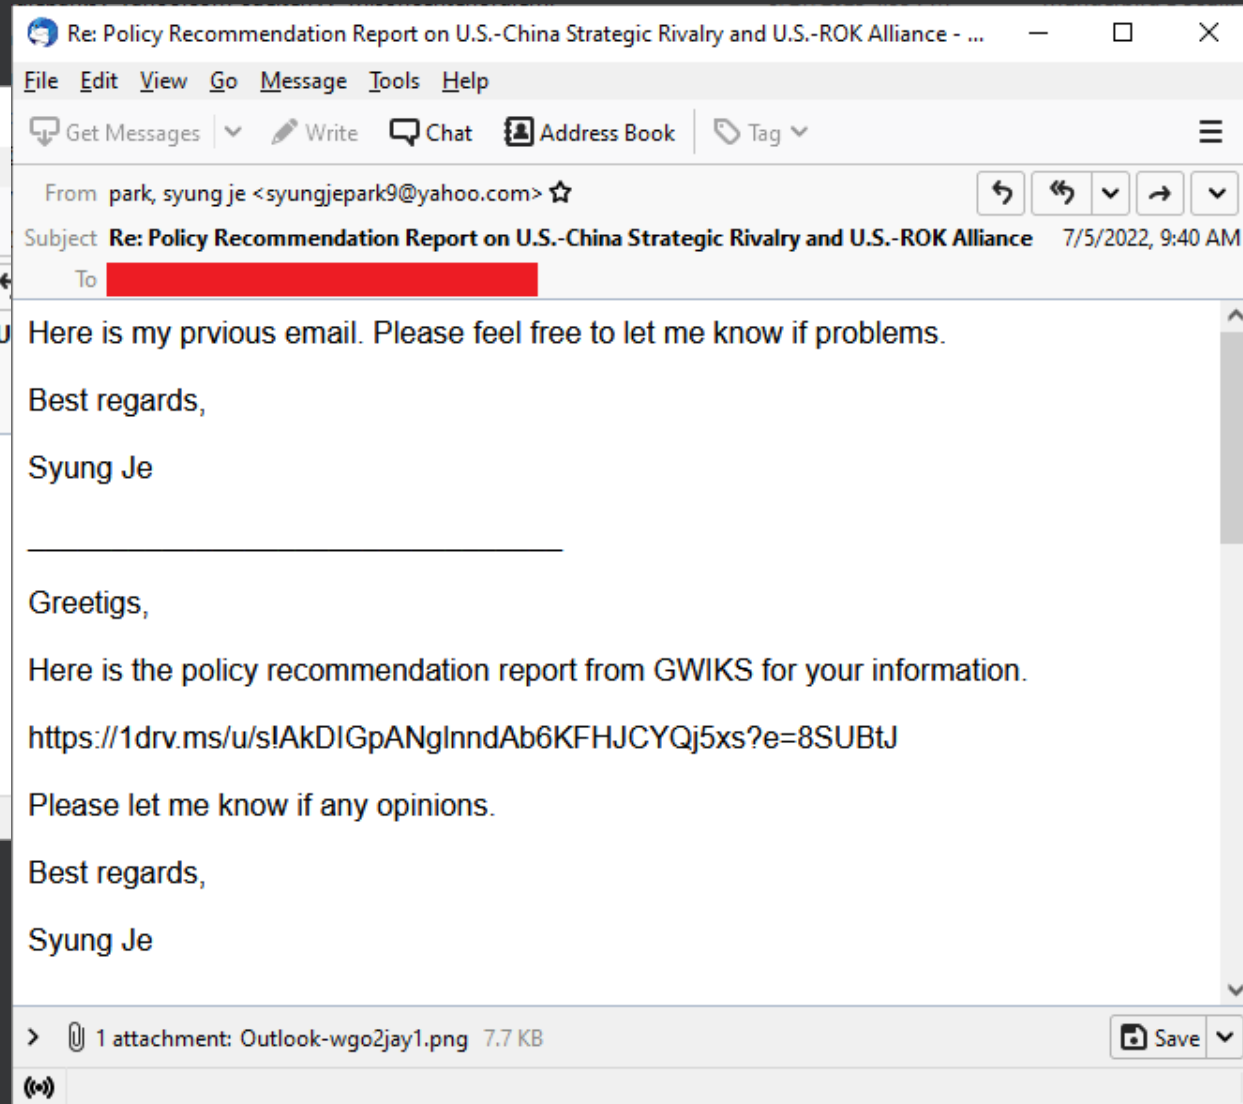 Re: Policy Recommendation Report on U.S.-China Strategic Rivalry and U.S.-ROK Alliance - ...
File Edit View Go Message Tools Help
Get Messages Write Chat Address Book Tag
From park, syung je <syungjepark9@yahoo.com>
Subject Re: Policy Recommendation Report on U.S.-China Strategic Rivalry and U.S.-ROK Alliance 7/5/2022, 9:40 AM
To
Here is my prvious email. Please feel free to let me know if problems.
Best regards,
Syung Je
Greetigs,
Here is the policy recommendation report from GWIKS for your information.
https://1drv.ms/u/s!AkDIGpANglnndAb6KFHJCYQj5xs?e=8SUBtJ
Please let me know if any opinions.
Best regards,
Syung Je
1 attachment: Outlook-wgo2jay1.png 7.7 KB Save